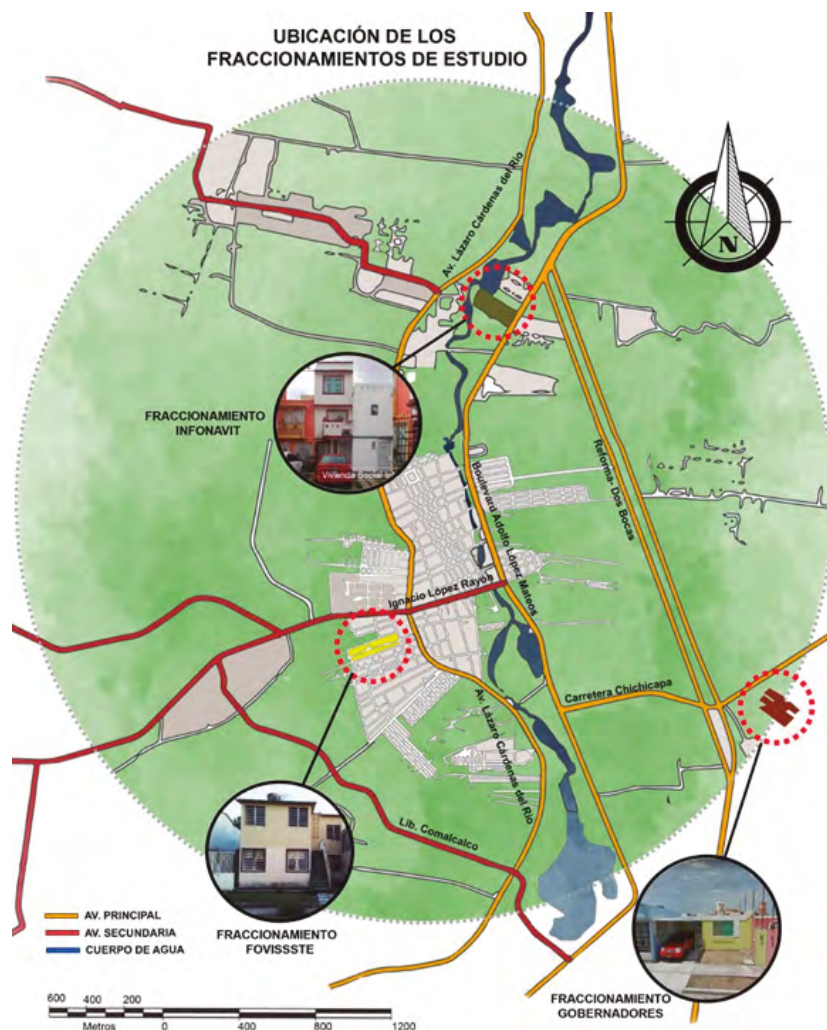 UBICACIÓN DE LOS
FRACCIONAMIENTOS DE ESTUDIO
Av. Lázaro Cárdenas del Rio
N
FRACCIONAMIENTO
INFONAVIT
Reforma- Dos Bocas
Boulevard Adolfo López Mateos
Ignacio López Rayón
Carretera Chichicapa
Av. Lázaro Cárdenas del Rio
Lib. Comalcalco
AV. PRINCIPAL
AV. SECUNDARIA
CUERPO DE AGUA
FRACCIONAMIENTO
FOVISSSTE
FRACCIONAMIENTO
GOBERNADORES
600 400 200
Metros 0 400 800 1200